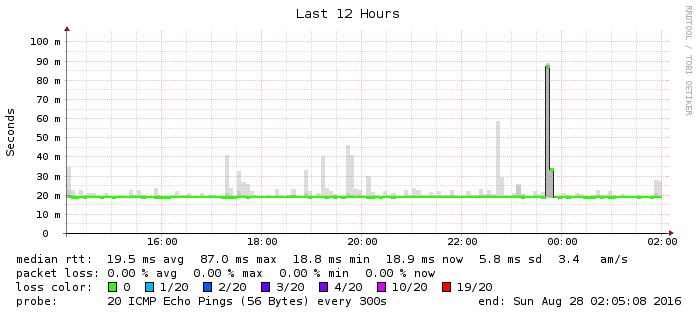 Last 12 Hours
RRDTOOL / TOBI OETIKER
Seconds
100 m
90 m
80 m
70 m
60 m
50 m
40 m
30 m
20 m
10 m
0
16:00 18:00 20:00 22:00 00:00 02:00
median rtt: 19.5 ms avg 87.0 ms max 18.8 ms min 18.9 ms now 5.8 ms sd 3.4 am/s
packet loss: 0.00 % avg 0.00 % max 0.00 % min 0.00 % now
loss color: 0 1/20 2/20 3/20 4/20 10/20 19/20
probe: 20 ICMP Echo Pings (56 Bytes) every 300s end: Sun Aug 28 02:05:08 2016